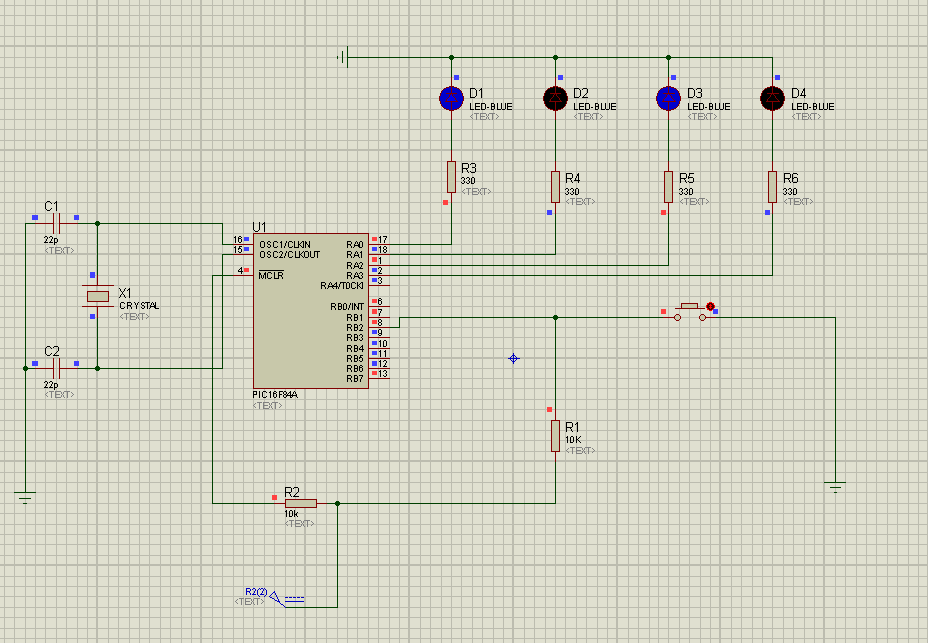 D1
LED-BLUE
<TEXT>
D2
LED-BLUE
<TEXT>
D3
LED-BLUE
<TEXT>
D4
LED-BLUE
<TEXT>
R3
330
<TEXT>
R4
330
<TEXT>
R5
330
<TEXT>
R6
330
<TEXT>
C1
22p
<TEXT>
X1
CRYSTAL
<TEXT>
C2
22p
<TEXT>
U1
16 OSC1/CLKIN RA0 17
15 OSC2/CLKOUT RA1 18
RA2 1
4 MCLR RA3 2
RA4/T0CKI 3
RB0/INT 6
RB1 7
RB2 8
RB3 9
RB4 10
RB5 11
RB6 12
RB7 13
PIC16F84A
<TEXT>
R1
10K
<TEXT>
R2
10k
<TEXT>
R2(2)
<TEXT>